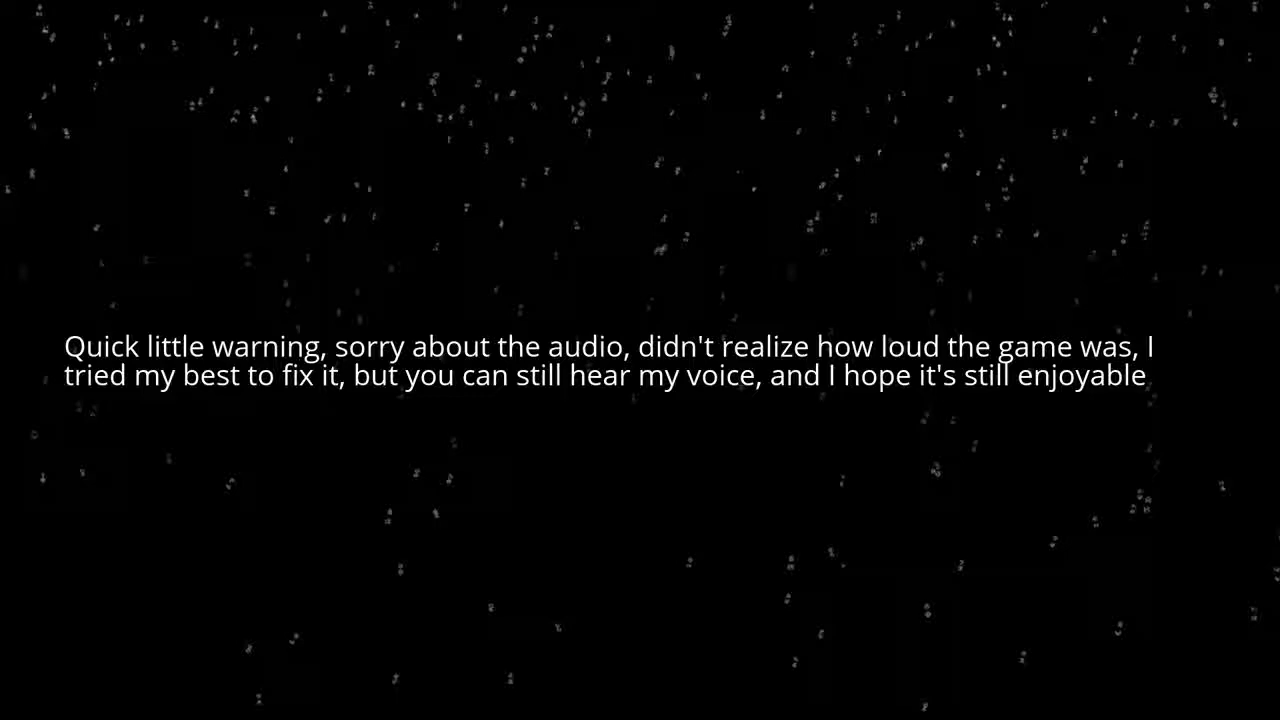 Quick little warning, sorry about the audio, didn't realize how loud the game was, I
tried my best to fix it, but you can still hear my voice, and I hope it's still enjoyable